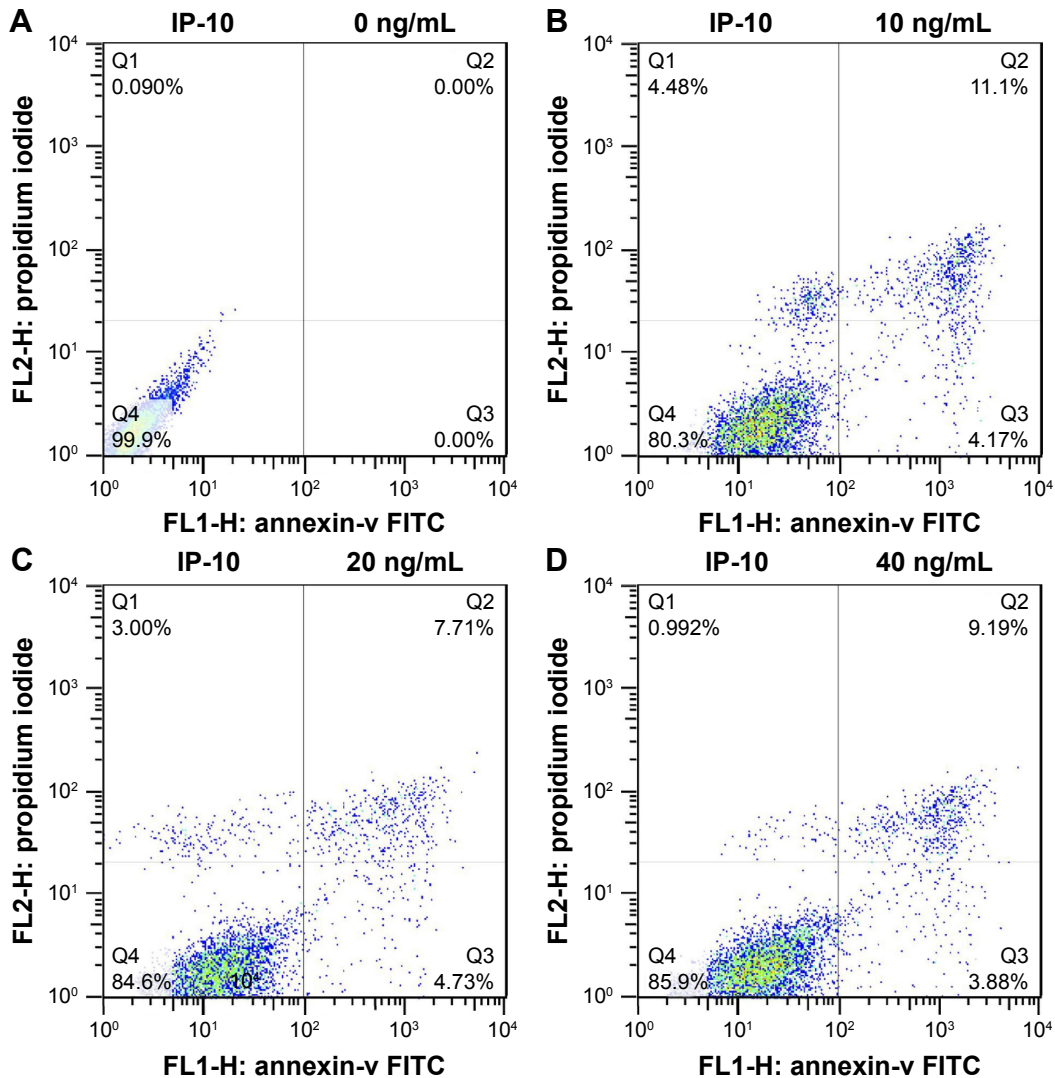 A IP-10 0 ng/mL
10⁴
Q1 Q2
0.090% 0.00%
10³
10²
10¹
Q4 Q3
99.9% 0.00%
10⁰
10⁰ 10¹ 10² 10³ 10⁴
FL2-H: propidium iodide
FL1-H: annexin-v FITC
B IP-10 10 ng/mL
10⁴
Q1 Q2
4.48% 11.1%
10³
10²
10¹
Q4 Q3
80.3% 4.17%
10⁰
10⁰ 10¹ 10² 10³ 10⁴
FL2-H: propidium iodide
FL1-H: annexin-v FITC
C IP-10 20 ng/mL
10⁴
Q1 Q2
3.00% 7.71%
10³
10²
10¹
Q4 Q3
84.6% 4.73%
10⁰
10⁰ 10¹ 10² 10³ 10⁴
FL2-H: propidium iodide
FL1-H: annexin-v FITC
D IP-10 40 ng/mL
10⁴
Q1 Q2
0.992% 9.19%
10³
10²
10¹
Q4 Q3
85.9% 3.88%
10⁰
10⁰ 10¹ 10² 10³ 10⁴
FL2-H: propidium iodide
FL1-H: annexin-v FITC